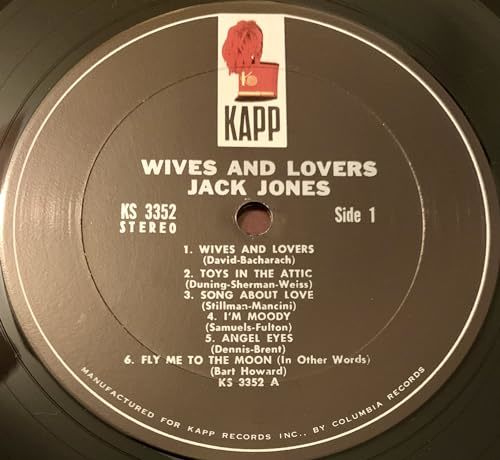 KAPP
WIVES AND LOVERS
JACK JONES
KS 3352
STEREO
Side 1
1. WIVES AND LOVERS
(David-Bacharach)
2. TOYS IN THE ATTIC
(Duning-Sherman-Weiss)
3. SONG ABOUT LOVE
(Stillman-Mancini)
4. I'M MOODY
(Samuels-Fulton)
5. ANGEL EYES
(Dennis-Brent)
6. FLY ME TO THE MOON (In Other Words)
(Bart Howard)
KS 3352 A
MANUFACTURED FOR KAPP RECORDS INC., BY COLUMBIA RECORDS